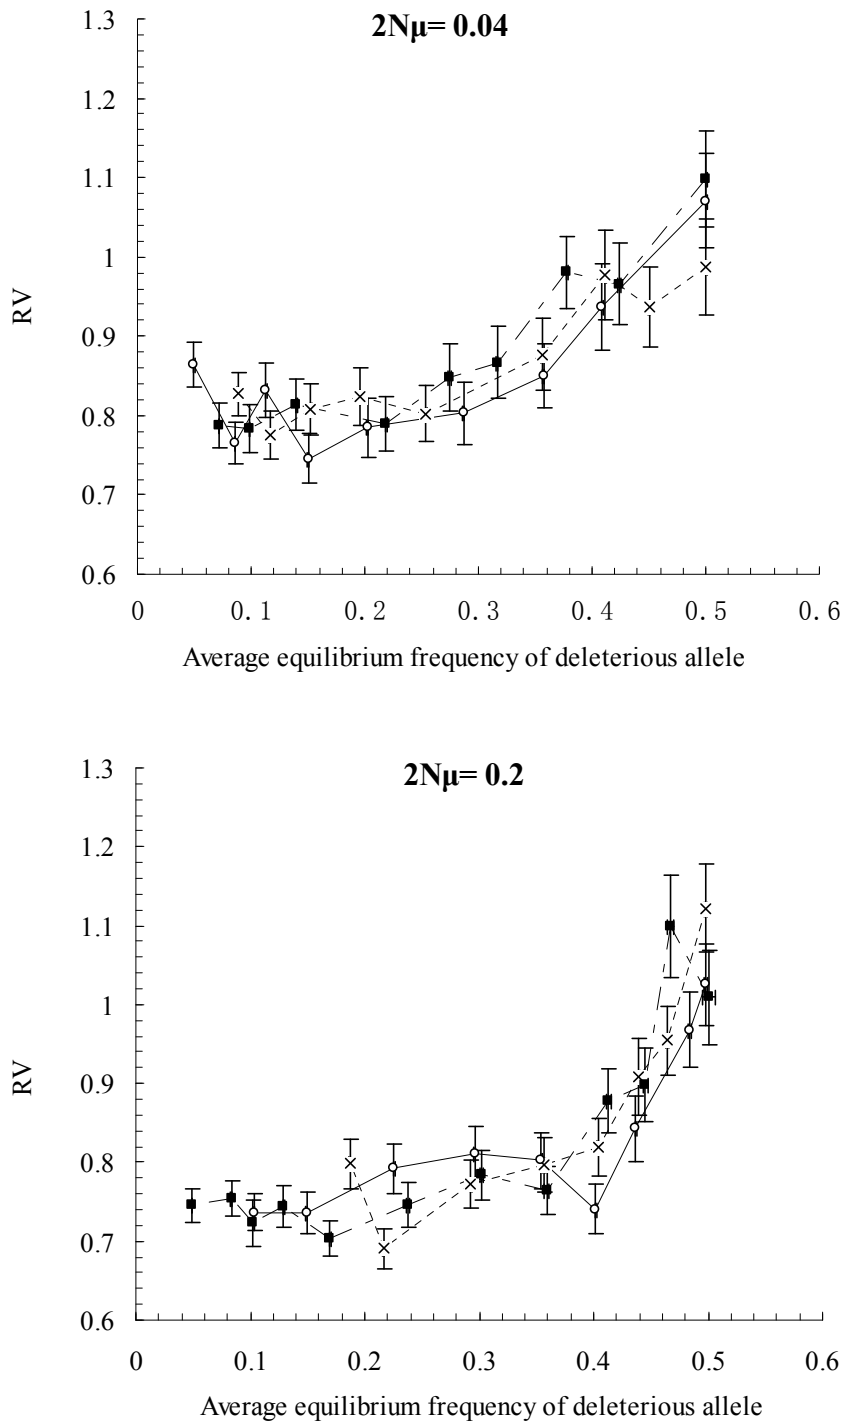 2Nμ= 0.04
1.3
1.2
1.1
1
0.9
0.8
0.7
0.6
RV
0 0.1 0.2 0.3 0.4 0.5 0.6
Average equilibrium frequency of deleterious allele
2Nμ= 0.2
1.3
1.2
1.1
1
0.9
0.8
0.7
0.6
RV
0 0.1 0.2 0.3 0.4 0.5 0.6
Average equilibrium frequency of deleterious allele